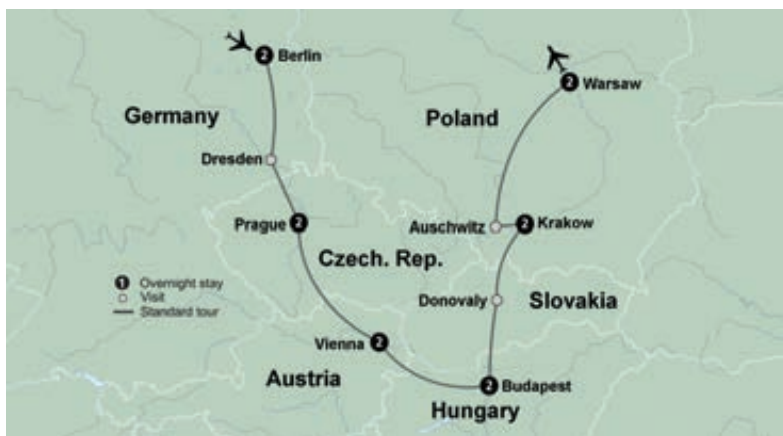 2 Berlin
2 Warsaw
Germany
Poland
Dresden
Prague 2
Auschwitz
2 Krakow
Czech. Rep.
1 Overnight stay
Visit
Standard tour
Donovaly
Slovakia
Vienna 2
Austria
2 Budapest
Hungary